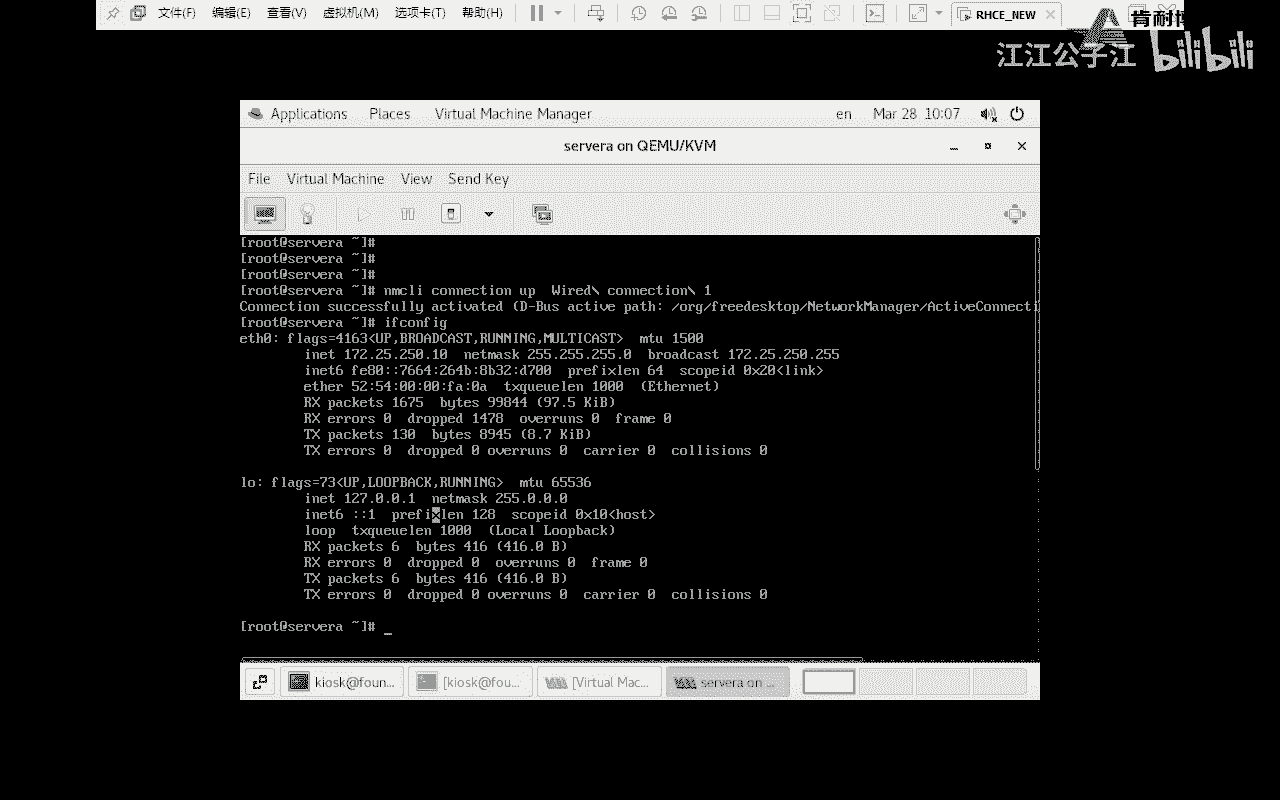 文件(F) 编辑(E) 查看(V) 虚拟机(M) 选项卡(T) 帮助(H) RHCE_NEW
肯耐
江江公子江 bilibili
Applications Places Virtual Machine Manager en Mar 28 10:07
servera on QEMU/KVM
File Virtual Machine View Send Key
[root@servera ~]#
[root@servera ~]#
[root@servera ~]#
[root@servera ~]# nmcli connection up  Wired\ connection\ 1
Connection successfully activated (D-Bus active path: /org/freedesktop/NetworkManager/ActiveConnecti
[root@servera ~]# ifconfig
eth0: flags=4163<UP,BROADCAST,RUNNING,MULTICAST>  mtu 1500
        inet 172.25.250.10  netmask 255.255.255.0  broadcast 172.25.250.255
        inet6 fe80::7664:264b:8b32:d700  prefixlen 64  scopeid 0x20<link>
        ether 52:54:00:00:fa:0a  txqueuelen 1000  (Ethernet)
        RX packets 1675  bytes 99844 (97.5 KiB)
        RX errors 0  dropped 1478  overruns 0  frame 0
        TX packets 130  bytes 8945 (8.7 KiB)
        TX errors 0  dropped 0 overruns 0  carrier 0  collisions 0
lo: flags=73<UP,LOOPBACK,RUNNING>  mtu 65536
        inet 127.0.0.1  netmask 255.0.0.0
        inet6 ::1  prefixlen 128  scopeid 0x10<host>
        loop  txqueuelen 1000  (Local Loopback)
        RX packets 6  bytes 416 (416.0 B)
        RX errors 0  dropped 0  overruns 0  frame 0
        TX packets 6  bytes 416 (416.0 B)
        TX errors 0  dropped 0 overruns 0  carrier 0  collisions 0
[root@servera ~]# _
kiosk@foun... [kiosk@fou... [Virtual Mac... servera on ...